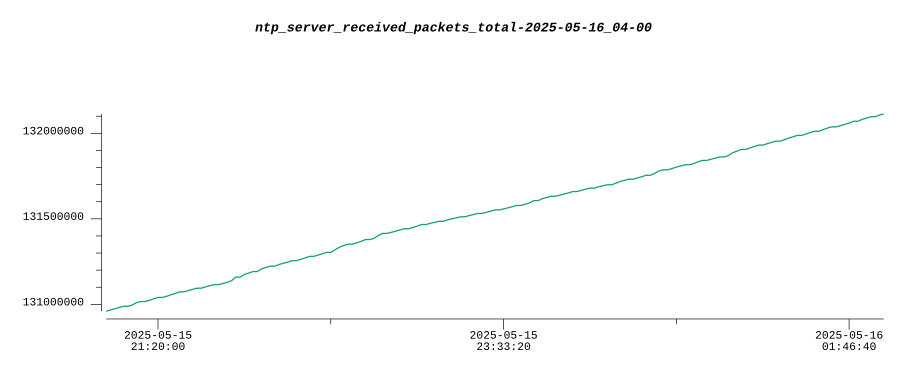 ntp_server_received_packets_total-2025-05-16_04-00
132000000
131500000
131000000
2025-05-15 2025-05-15 2025-05-16
21:20:00 23:33:20 01:46:40